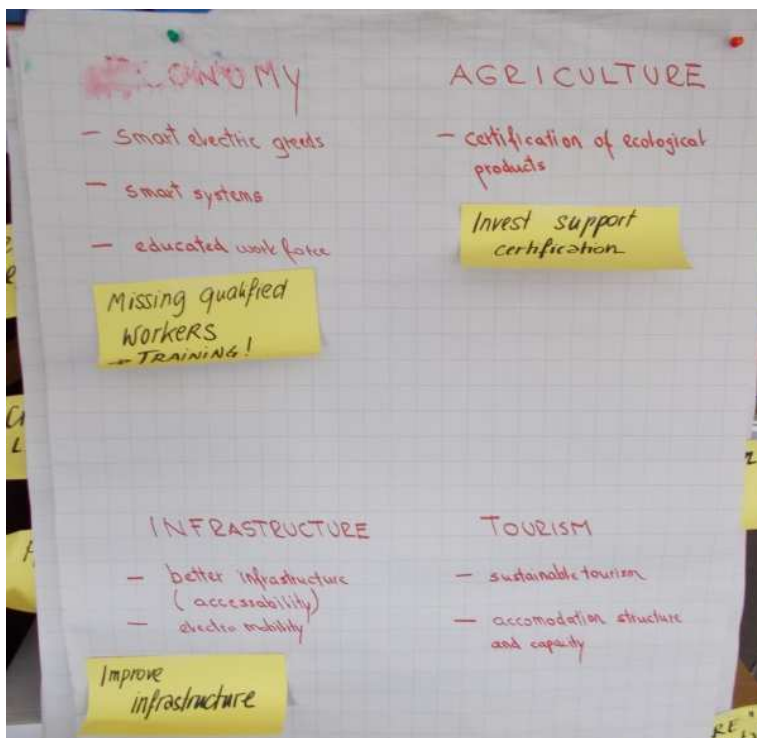 ECONOMY
— smart electric greeds
— smart systems
— educated work force
Missing qualified
WORKERS
→ TRAINING!
AGRICULTURE
— certification of ecological
products
Invest support
certification
INFRASTRUCTURE
— better infrastructure
(accessability)
— electro mobility
Improve
infrastructure
TOURISM
— sustainable tourism
— accomodation structure
and capacity